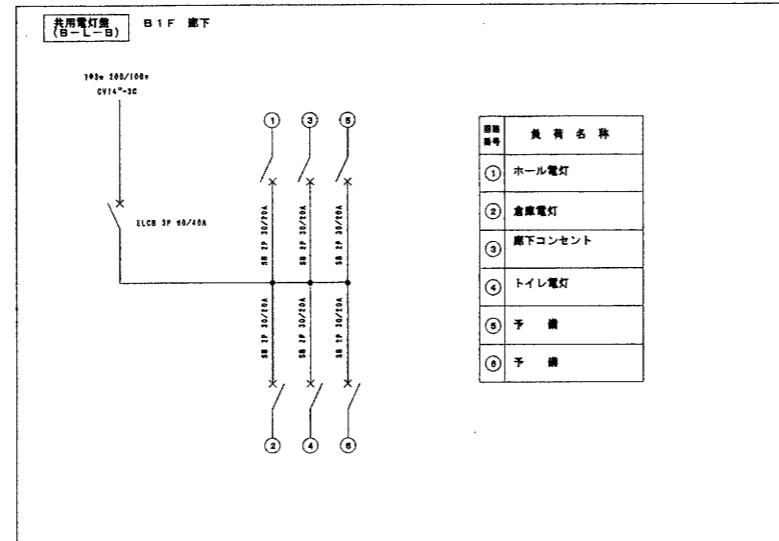 共用電灯盤
(B-L-B)
B1F 廊下
1Φ3w 200/100v
CV14°-3C
ELCB 3P 60/40A
① ③ ⑤
SB 2P 30/20A
SB 2P 30/20A
SB 2P 30/20A
SB 2P 30/20A
SB 2P 30/20A
SB 2P 30/20A
② ④ ⑥
回路番号 負荷名称
① ホール電灯
② 倉庫電灯
③ 廊下コンセント
④ トイレ電灯
⑤ 予 備
⑥ 予 備